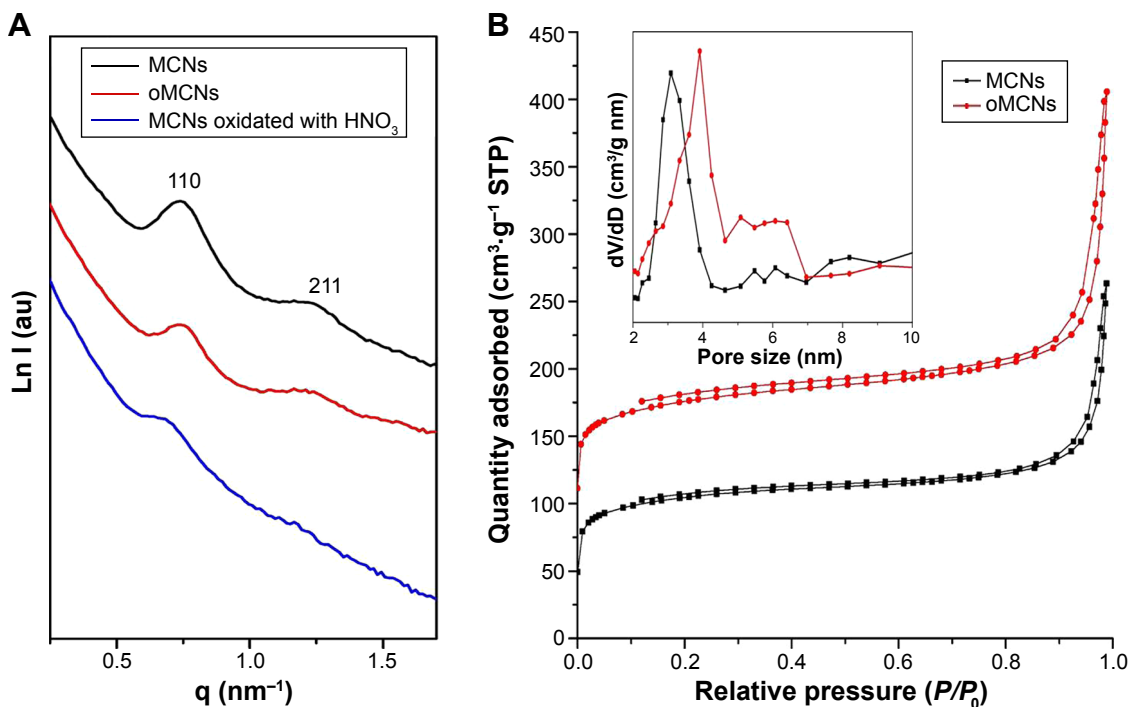 A
MCNs
oMCNs
MCNs oxidated with HNO₃
110
211
Ln I (au)
0.5
1.0
1.5
q (nm⁻¹)
B
450
400
350
300
250
200
150
100
50
0
Quantity adsorbed (cm³·g⁻¹ STP)
0.0
0.2
0.4
0.6
0.8
1.0
Relative pressure (P/P₀)
MCNs
oMCNs
dV/dD (cm³/g nm)
2
4
6
8
10
Pore size (nm)